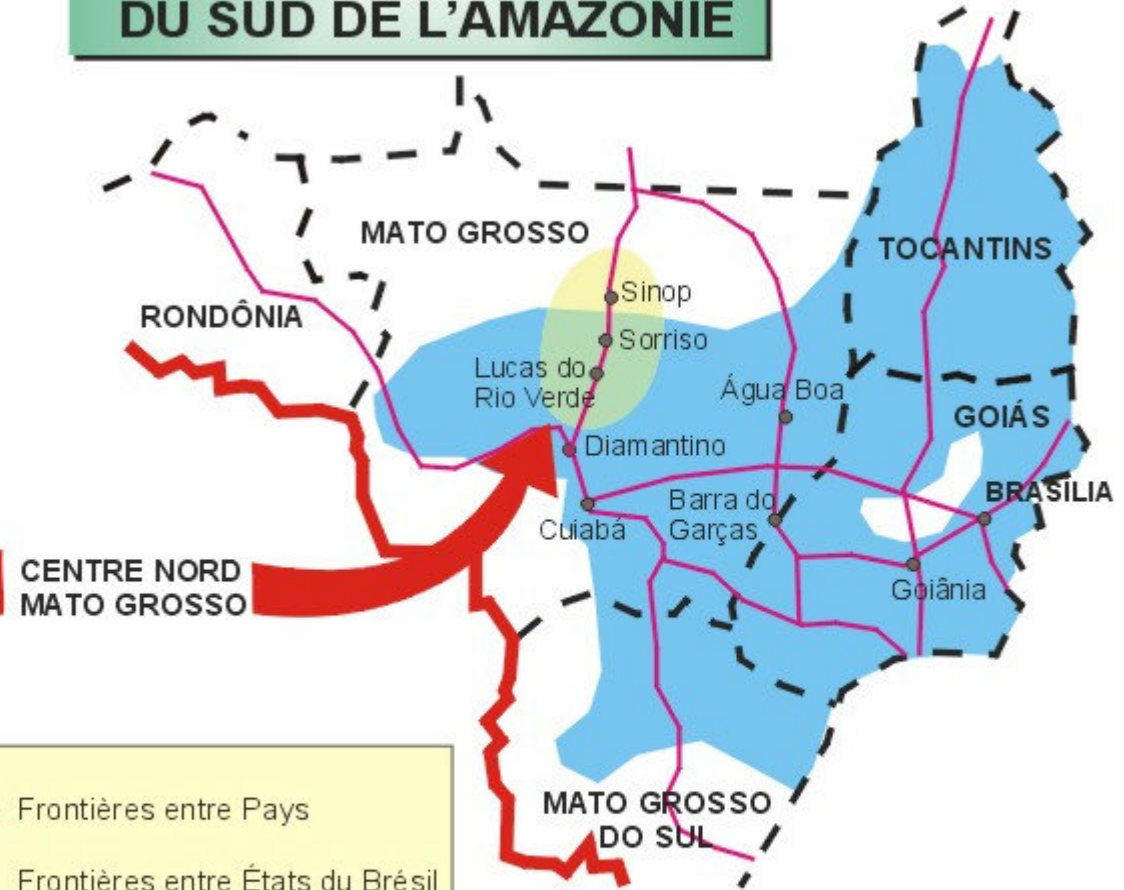 DU SUD DE L'AMAZONIE
MATO GROSSO
TOCANTINS
Sinop
RONDÔNIA
Sorriso
Lucas do
Rio Verde
Água Boa
GOIÁS
Diamantino
BRASÍLIA
Barra do
Garças
Cuiabá
CENTRE NORD
MATO GROSSO
Goiânia
MATO GROSSO
DO SUL
Frontières entre Pays
Frontières entre États du Brésil